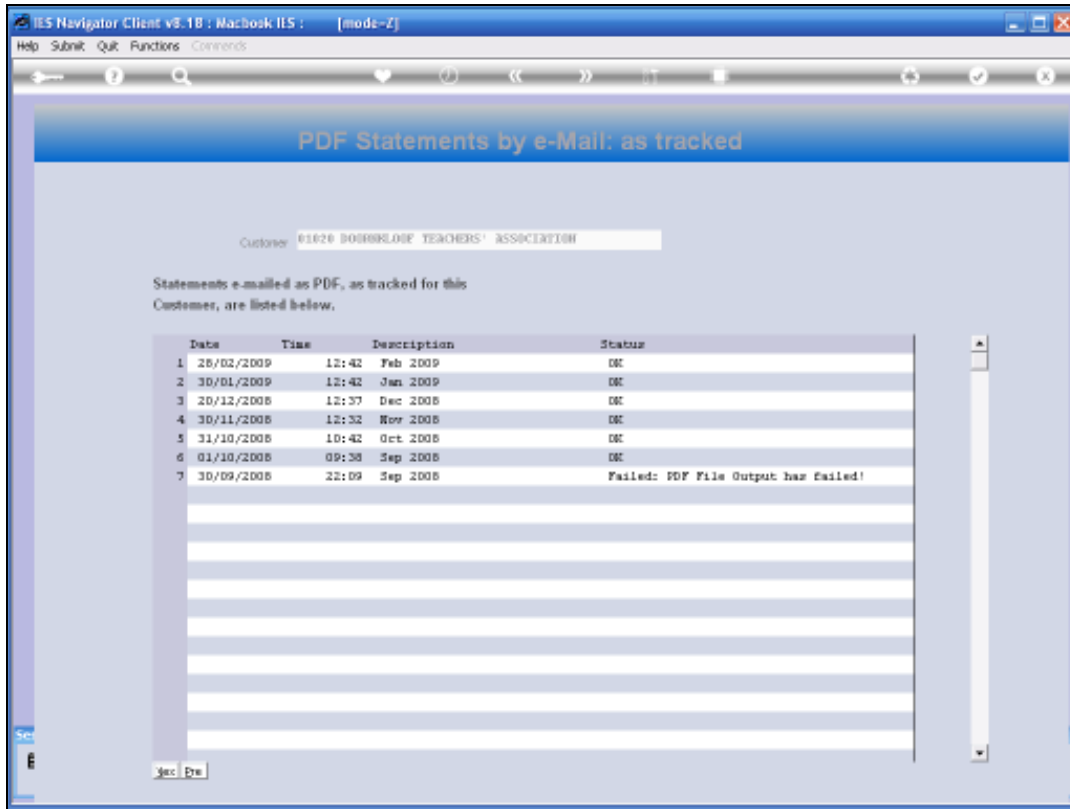 IES Navigator Client v8.1B : Macbook IES : [mode=Z]
Help Submit Quit Functions Commends
PDF Statements by e-Mail: as tracked
Customer 01020 TEACHERS' ASSOCIATION
Statements e-mailed as PDF, as tracked for this
Customer, are listed below.
Date Time Description Status
1 28/02/2009 12:42 Feb 2009 OK
2 30/01/2009 12:42 Jan 2009 OK
3 20/12/2008 12:37 Dec 2008 OK
4 30/11/2008 12:32 Nov 2008 OK
5 31/10/2008 10:42 Oct 2008 OK
6 01/10/2008 09:38 Sep 2008 OK
7 30/09/2008 22:09 Sep 2008 Failed: PDF File Output has failed!
Nex Pre